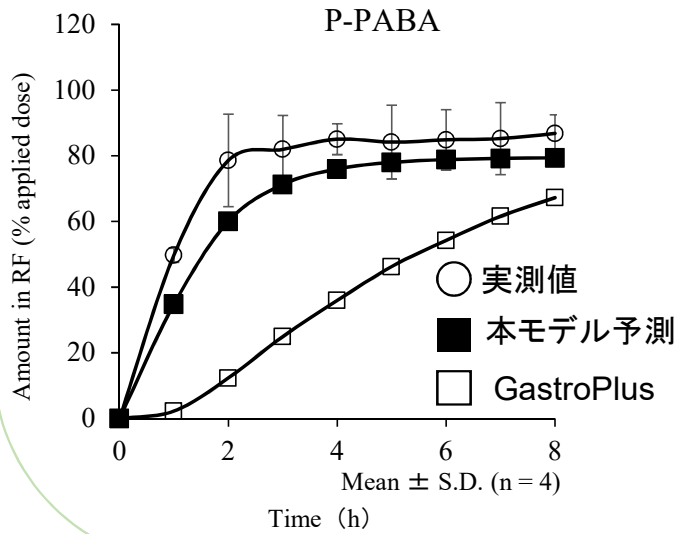 P-PABA
120
100
80
60
40
20
0
Amount in RF (% applied dose)
実測値
本モデル予測
GastroPlus
0 2 4 6 8
Mean ± S.D. (n = 4)
Time（h）